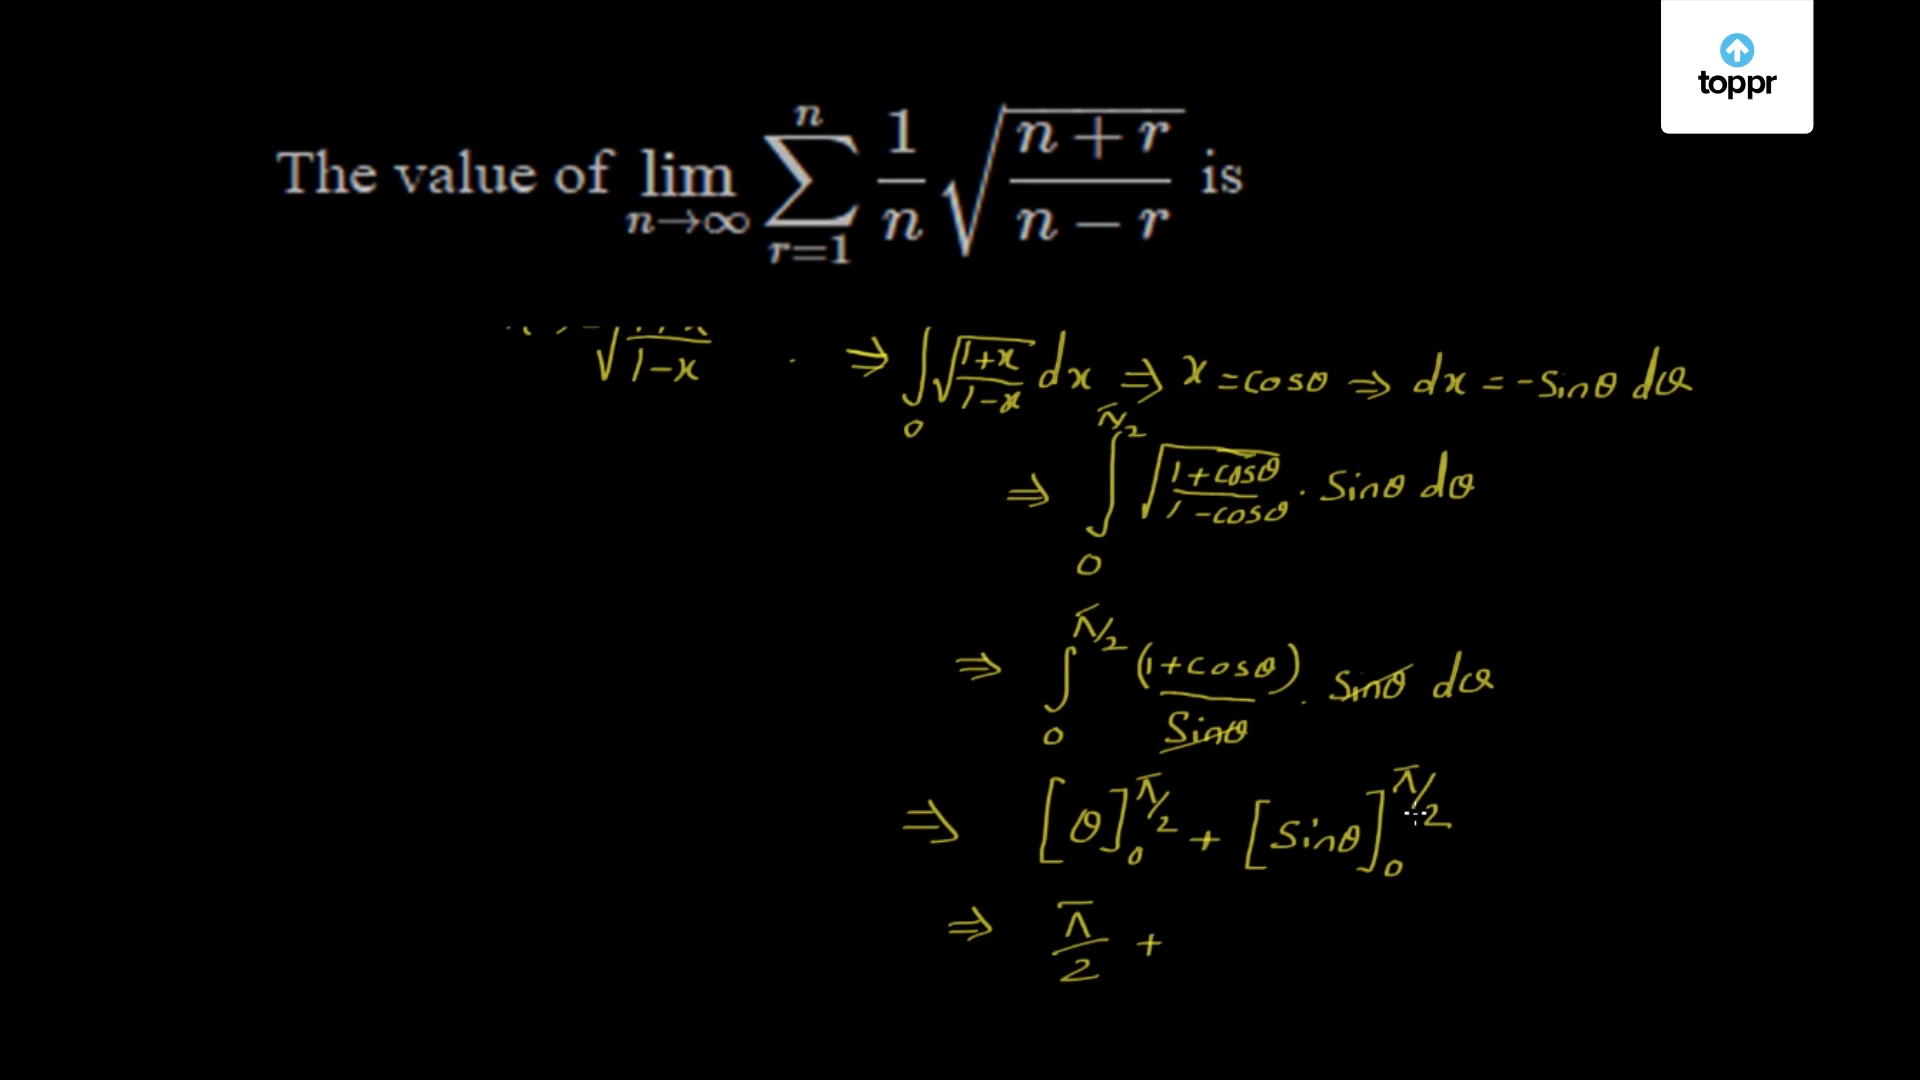 toppr
The value of lim_{n→∞} ∑_{r=1}^{n} 1/n √((n + r)/(n − r)) is
√(/(1-x)) . ⇒ ∫_0 √((1+x)/(1-x)) dx ⇒ x = cosθ ⇒ dx = -Sinθ dθ
⇒ ∫_0^{π/2} √((1+cosθ)/(1-cosθ)) . Sinθ dθ
⇒ ∫_0^{π/2} (1+cosθ)/Sinθ . Sinθ dθ
⇒ [θ]_0^{π/2} + [Sinθ]_0^{π/2}
⇒ π/2 +